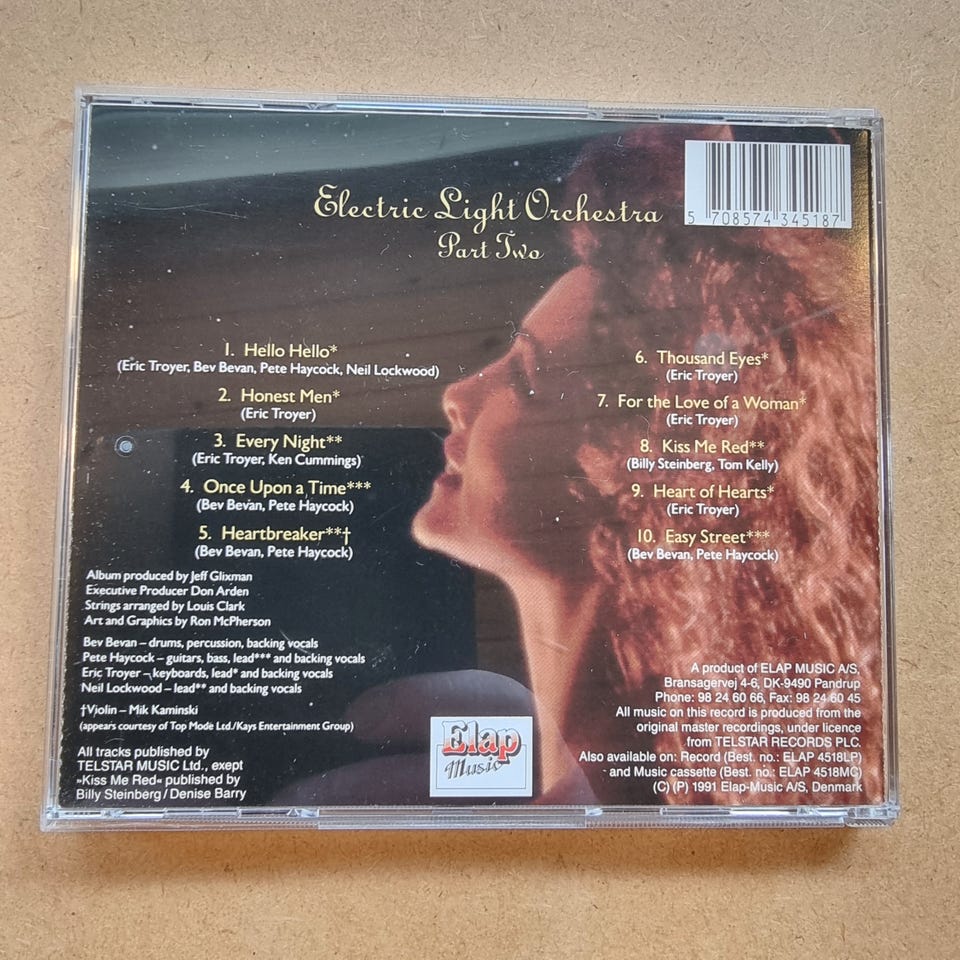 Electric Light Orchestra
Part Two
5 708574 345187
1. Hello Hello*
(Eric Troyer, Bev Bevan, Pete Haycock, Neil Lockwood)
2. Honest Men*
(Eric Troyer)
3. Every Night**
(Eric Troyer, Ken Cummings)
4. Once Upon a Time***
(Bev Bevan, Pete Haycock)
5. Heartbreaker**†
(Bev Bevan, Pete Haycock)
6. Thousand Eyes*
(Eric Troyer)
7. For the Love of a Woman*
(Eric Troyer)
8. Kiss Me Red**
(Billy Steinberg, Tom Kelly)
9. Heart of Hearts*
(Eric Troyer)
10. Easy Street***
(Bev Bevan, Pete Haycock)
Album produced by Jeff Glixman
Executive Producer Don Arden
Strings arranged by Louis Clark
Art and Graphics by Ron McPherson
Bev Bevan – drums, percussion, backing vocals
Pete Haycock – guitars, bass, lead*** and backing vocals
Eric Troyer – keyboards, lead* and backing vocals
Neil Lockwood – lead** and backing vocals
†Violin – Mik Kaminski
(appears courtesy of Top Mode Ltd./Kays Entertainment Group)
All tracks published by
TELSTAR MUSIC Ltd., exept
»Kiss Me Red« published by
Billy Steinberg / Denise Barry
Elap
Music
A product of ELAP MUSIC A/S,
Bransagervej 4-6, DK-9490 Pandrup
Phone: 98 24 60 66, Fax: 98 24 60 45
All music on this record is produced from the
original master recordings, under licence
from TELSTAR RECORDS PLC.
Also available on: Record (Best. no.: ELAP 4518LP)
and Music cassette (Best. no.: ELAP 4518MC)
(C) (P) 1991 Elap-Music A/S, Denmark